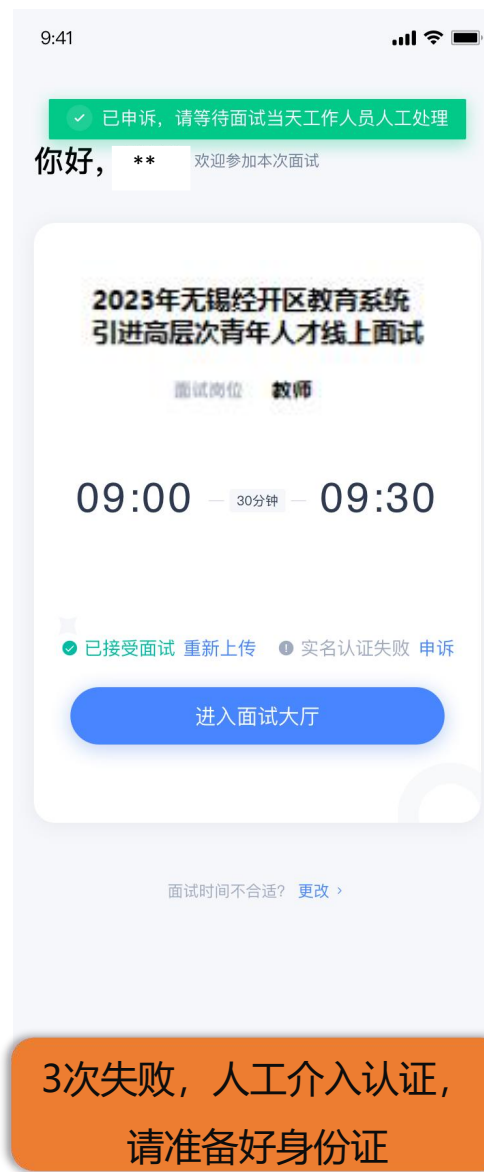 9:41
已申诉，请等待面试当天工作人员人工处理
你好， ** 欢迎参加本次面试
2023年无锡经开区教育系统
引进高层次青年人才线上面试
面试岗位 教师
09:00 — 30分钟 — 09:30
已接受面试 重新上传 实名认证失败 申诉
进入面试大厅
面试时间不合适？ 更改 >
3次失败，人工介入认证，
请准备好身份证